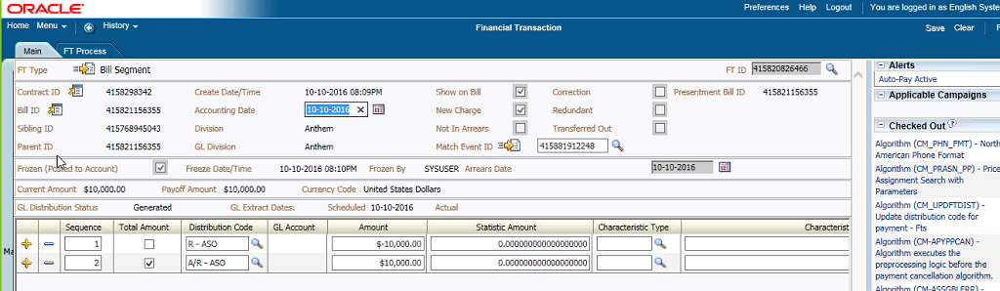 ORACLE
Preferences Help Logout You are logged in as English Syste
Home Menu History Financial Transaction Save Clear
Main FT Process
FT Type Bill Segment FT ID 415820826466
Contract ID 4158298342 Create Date/Time 10-10-2016 08:09PM Show on Bill Correction Presentment Bill ID 415821156355
Bill ID 415821156355 Accounting Date 10-10-2016 New Charge Redundant
Sibling ID 415768945043 Division Anthem Not In Arrears Transferred Out
Parent ID 415821156355 GL Division Anthem Match Event ID 415881912248
Frozen (Posted to Account) Freeze Date/Time 10-10-2016 08:10PM Frozen By SYSUSER Arrears Date 10-10-2016
Current Amount $10,000.00 Payoff Amount $10,000.00 Currency Code United States Dollars
GL Distribution Status Generated GL Extract Dates: Scheduled 10-10-2016 Actual
Sequence Total Amount Distribution Code GL Account Amount Statistic Amount Characteristic Type Characterist
1 R - ASO $-10,000.00 0.000000000000000000
2 A/R - ASO $10,000.00 0.000000000000000000
Alerts
Auto-Pay Active
Applicable Campaigns
Checked Out
Algorithm (CM_PHN_FMT) - North
American Phone Format
Algorithm (CM_PRASN_PP) - Price
Assignment Search with
Parameters
Algorithm (CM_UPDFTDIST) -
Update distribution code for
payment - Fts
Algorithm (CM-APYPPCAN) -
Algorithm executes the
preprocessing logic before the
payment cancellation algorithm.
Algorithm (CM-ASSGBLERR) -